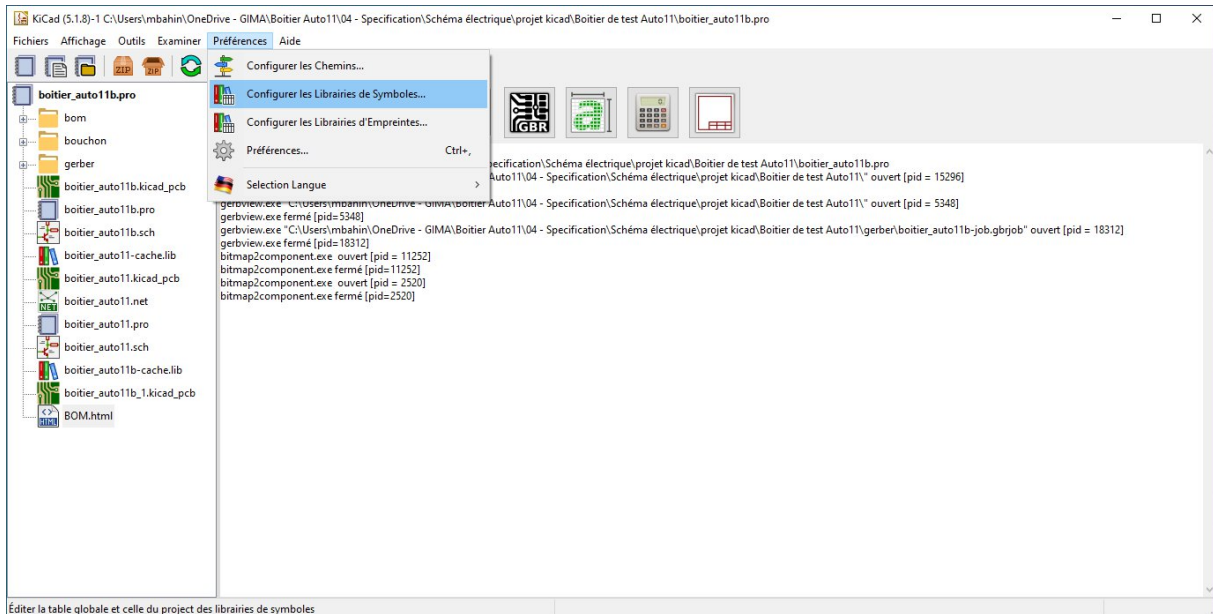 KiCad (5.1.8)-1 C:\Users\mbahin\OneDrive - GIMA\Boitier Auto11\04 - Specification\Schéma électrique\projet kicad\Boitier de test Auto11\boitier_auto11b.pro
Fichiers Affichage Outils Examiner Préférences Aide
ZIP ZIP
Configurer les Chemins...
Configurer les Librairies de Symboles...
Configurer les Librairies d'Empreintes...
Préférences... Ctrl+,
Selection Langue
GBR
boitier_auto11b.pro
bom
bouchon
gerber
boitier_auto11b.kicad_pcb
boitier_auto11b.pro
boitier_auto11b.sch
boitier_auto11-cache.lib
boitier_auto11.kicad_pcb
NET boitier_auto11.net
boitier_auto11.pro
boitier_auto11.sch
boitier_auto11b-cache.lib
boitier_auto11b_1.kicad_pcb
HTML BOM.html
ecification\Schéma électrique\projet kicad\Boitier de test Auto11\boitier_auto11b.pro
Auto11\04 - Specification\Schéma électrique\projet kicad\Boitier de test Auto11\" ouvert [pid = 15296]
gerbview.exe "C:\Users\mbahin\OneDrive - GIMA\Boitier Auto11\04 - Specification\Schéma électrique\projet kicad\Boitier de test Auto11\" ouvert [pid = 5348]
gerbview.exe fermé [pid=5348]
gerbview.exe "C:\Users\mbahin\OneDrive - GIMA\Boitier Auto11\04 - Specification\Schéma électrique\projet kicad\Boitier de test Auto11\gerber\boitier_auto11b-job.gbrjob" ouvert [pid = 18312]
gerbview.exe fermé [pid=18312]
bitmap2component.exe ouvert [pid = 11252]
bitmap2component.exe fermé [pid=11252]
bitmap2component.exe ouvert [pid = 2520]
bitmap2component.exe fermé [pid=2520]
Éditer la table globale et celle du project des librairies de symboles